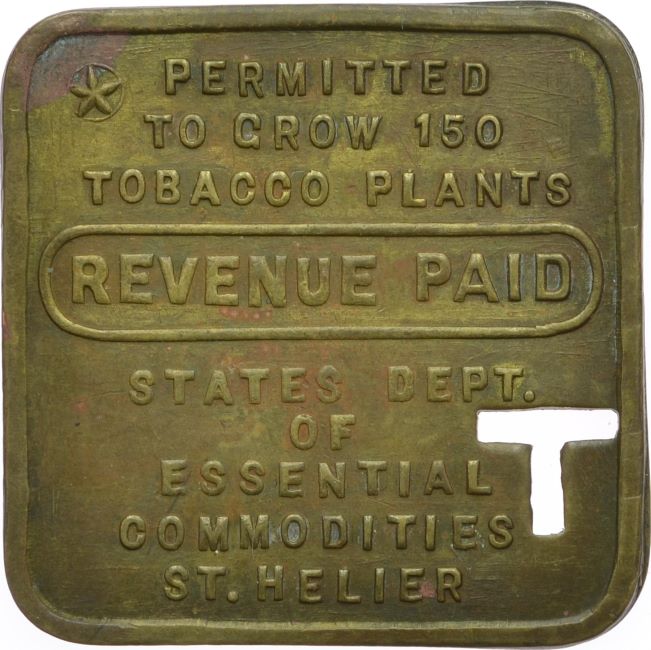 PERMITTED
TO GROW 150
TOBACCO PLANTS
REVENUE PAID
STATES DEPT.
OF
ESSENTIAL
COMMODITIES
ST. HELIER
T